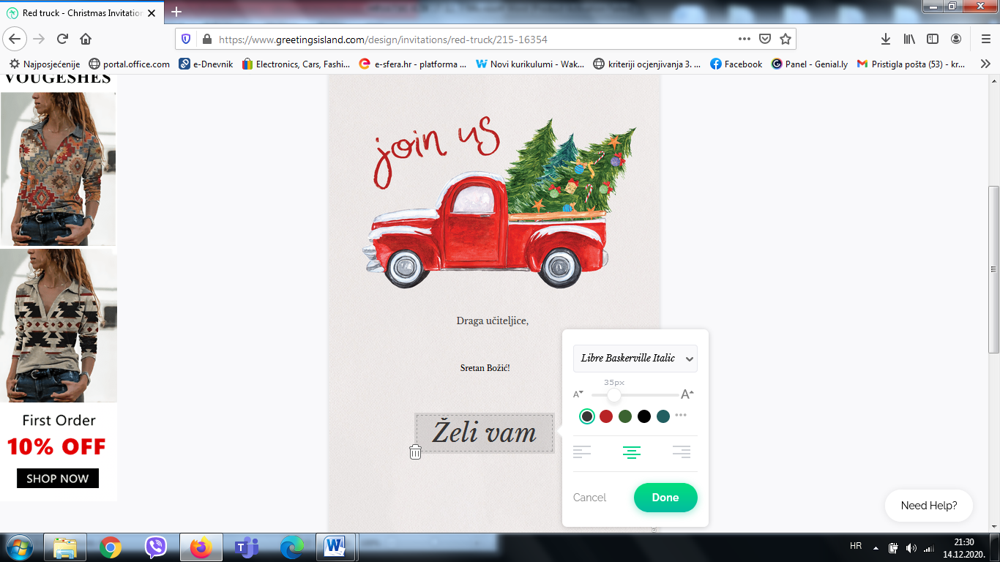 Red truck - Christmas Invitation
https://www.greetingsisland.com/design/invitations/red-truck/215-16354
Najposjećenije portal.office.com e-Dnevnik Electronics, Cars, Fashi... e-sfera.hr - platforma ... Novi kurikulumi - Wak... kriteriji ocjenjivanja 3. ... Facebook Panel - Genial.ly Pristigla pošta (53) - kr...
VOUGESHES
join us
Draga učiteljice,
Sretan Božić!
Želi vam
Libre Baskerville Italic
35px
A A
Cancel Done
First Order
10% OFF
SHOP NOW
Need Help?
HR 21:30
14.12.2020.